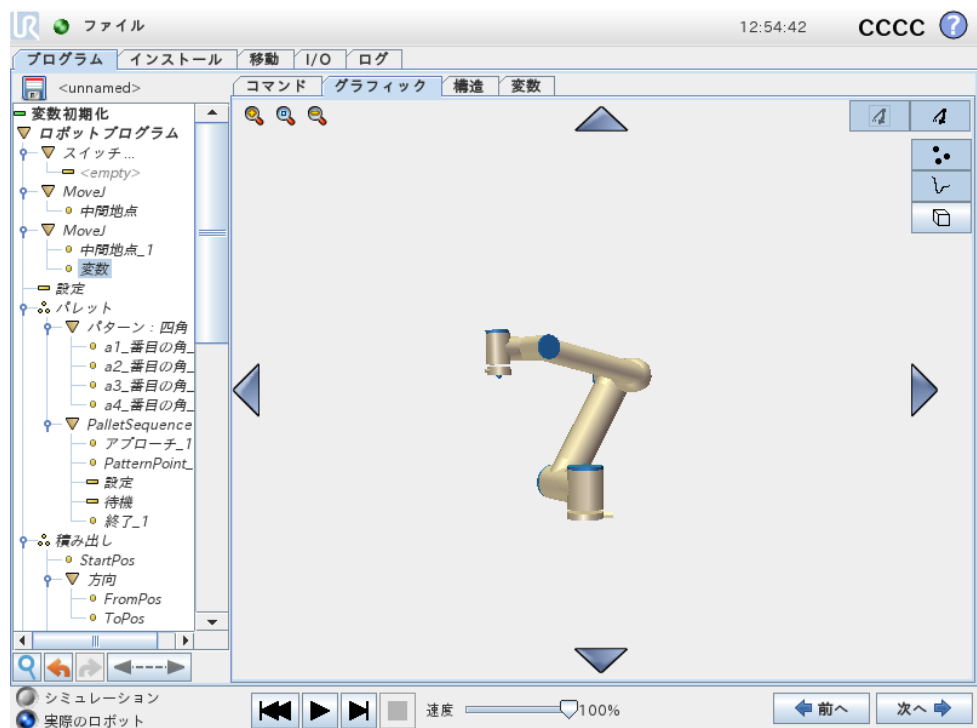 UR ファイル 12:54:42 CCCC ?
プログラム インストール 移動 I/O ログ
<unnamed>
コマンド グラフィック 構造 変数
変数初期化
ロボットプログラム
スイッチ ...
<empty>
MoveJ
中間地点
MoveJ
中間地点_1
変数
設定
パレット
パターン : 四角
a1_番目の角_
a2_番目の角_
a3_番目の角_
a4_番目の角_
PalletSequence
アプローチ_1
PatternPoint_
設定
待機
終了_1
積み出し
StartPos
方向
FromPos
ToPos
シミュレーション
実際のロボット
速度 100%
前へ 次へ